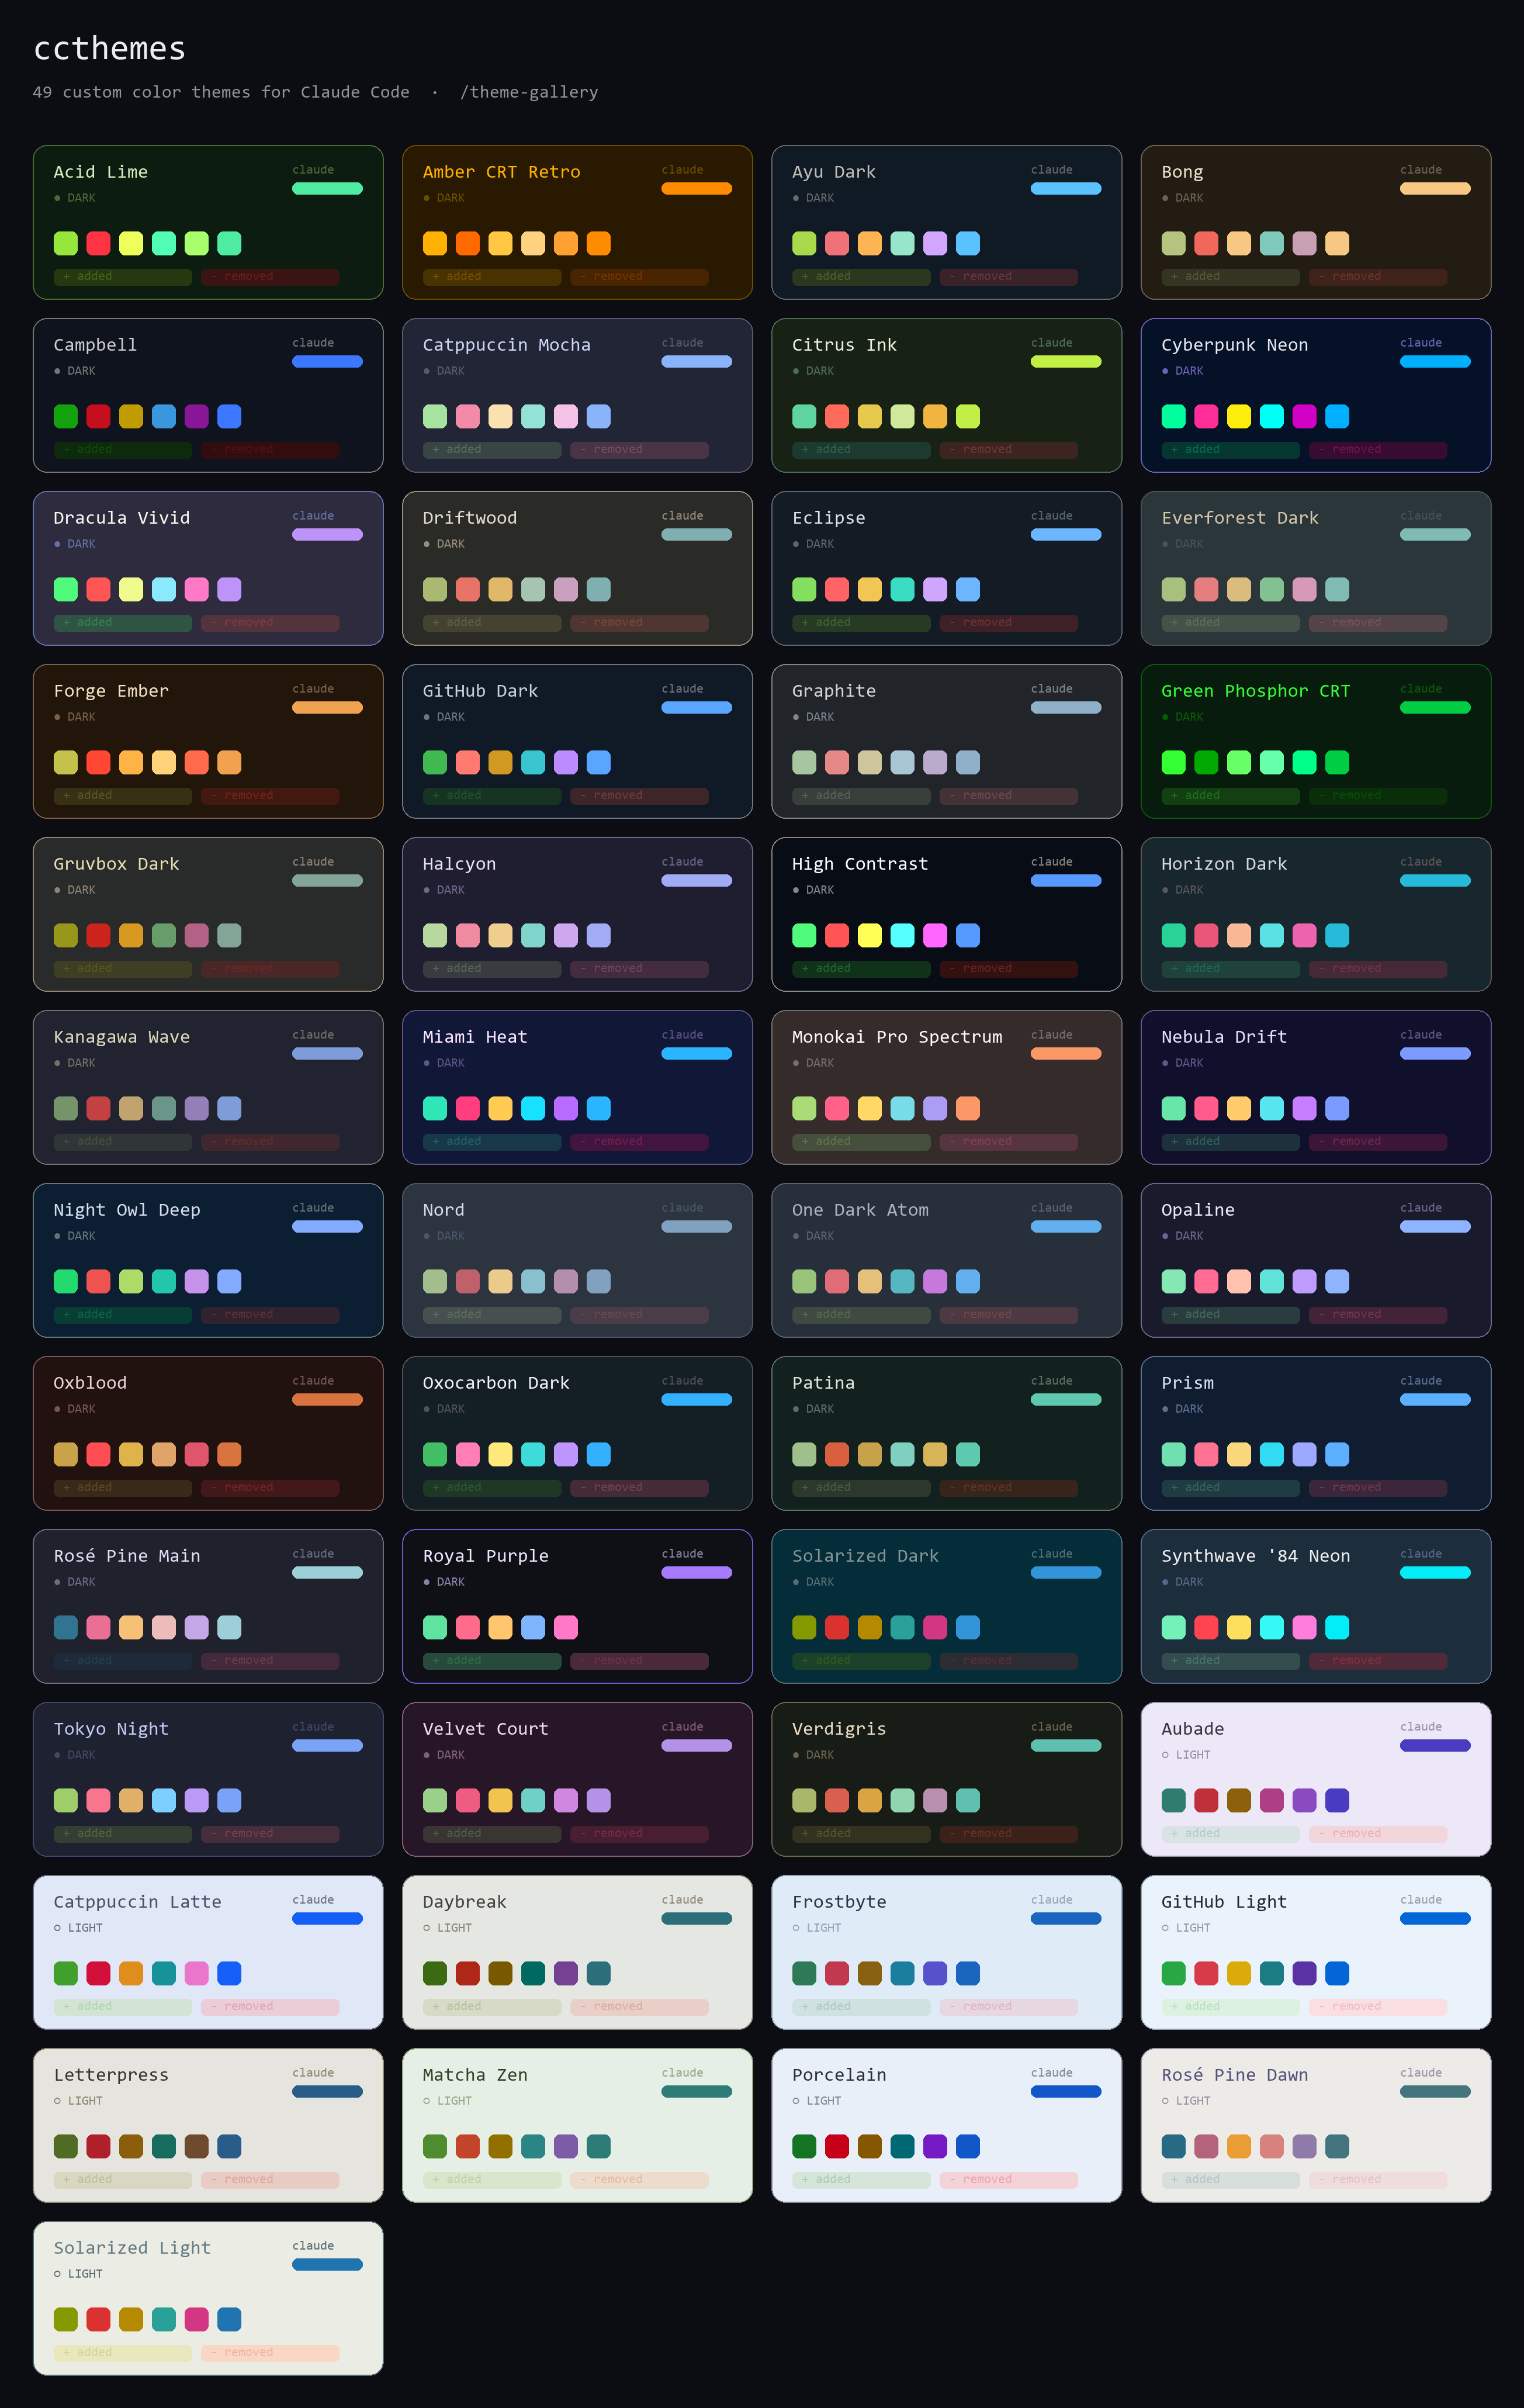 ccthemes
49 custom color themes for Claude Code · /theme-gallery
Acid Lime claude
● DARK
+ added - removed
Amber CRT Retro claude
● DARK
+ added - removed
Ayu Dark claude
● DARK
+ added - removed
Bong claude
● DARK
+ added - removed
Campbell claude
● DARK
+ added - removed
Catppuccin Mocha claude
● DARK
+ added - removed
Citrus Ink claude
● DARK
+ added - removed
Cyberpunk Neon claude
● DARK
+ added - removed
Dracula Vivid claude
● DARK
+ added - removed
Driftwood claude
● DARK
+ added - removed
Eclipse claude
● DARK
+ added - removed
Everforest Dark claude
● DARK
+ added - removed
Forge Ember claude
● DARK
+ added - removed
GitHub Dark claude
● DARK
+ added - removed
Graphite claude
● DARK
+ added - removed
Green Phosphor CRT claude
● DARK
+ added - removed
Gruvbox Dark claude
● DARK
+ added - removed
Halcyon claude
● DARK
+ added - removed
High Contrast claude
● DARK
+ added - removed
Horizon Dark claude
● DARK
+ added - removed
Kanagawa Wave claude
● DARK
+ added - removed
Miami Heat claude
● DARK
+ added - removed
Monokai Pro Spectrum claude
● DARK
+ added - removed
Nebula Drift claude
● DARK
+ added - removed
Night Owl Deep claude
● DARK
+ added - removed
Nord claude
● DARK
+ added - removed
One Dark Atom claude
● DARK
+ added - removed
Opaline claude
● DARK
+ added - removed
Oxblood claude
● DARK
+ added - removed
Oxocarbon Dark claude
● DARK
+ added - removed
Patina claude
● DARK
+ added - removed
Prism claude
● DARK
+ added - removed
Rosé Pine Main claude
● DARK
+ added - removed
Royal Purple claude
● DARK
+ added - removed
Solarized Dark claude
● DARK
+ added - removed
Synthwave '84 Neon claude
● DARK
+ added - removed
Tokyo Night claude
● DARK
+ added - removed
Velvet Court claude
● DARK
+ added - removed
Verdigris claude
● DARK
+ added - removed
Aubade claude
○ LIGHT
+ added - removed
Catppuccin Latte claude
○ LIGHT
+ added - removed
Daybreak claude
○ LIGHT
+ added - removed
Frostbyte claude
○ LIGHT
+ added - removed
GitHub Light claude
○ LIGHT
+ added - removed
Letterpress claude
○ LIGHT
+ added - removed
Matcha Zen claude
○ LIGHT
+ added - removed
Porcelain claude
○ LIGHT
+ added - removed
Rosé Pine Dawn claude
○ LIGHT
+ added - removed
Solarized Light claude
○ LIGHT
+ added - removed